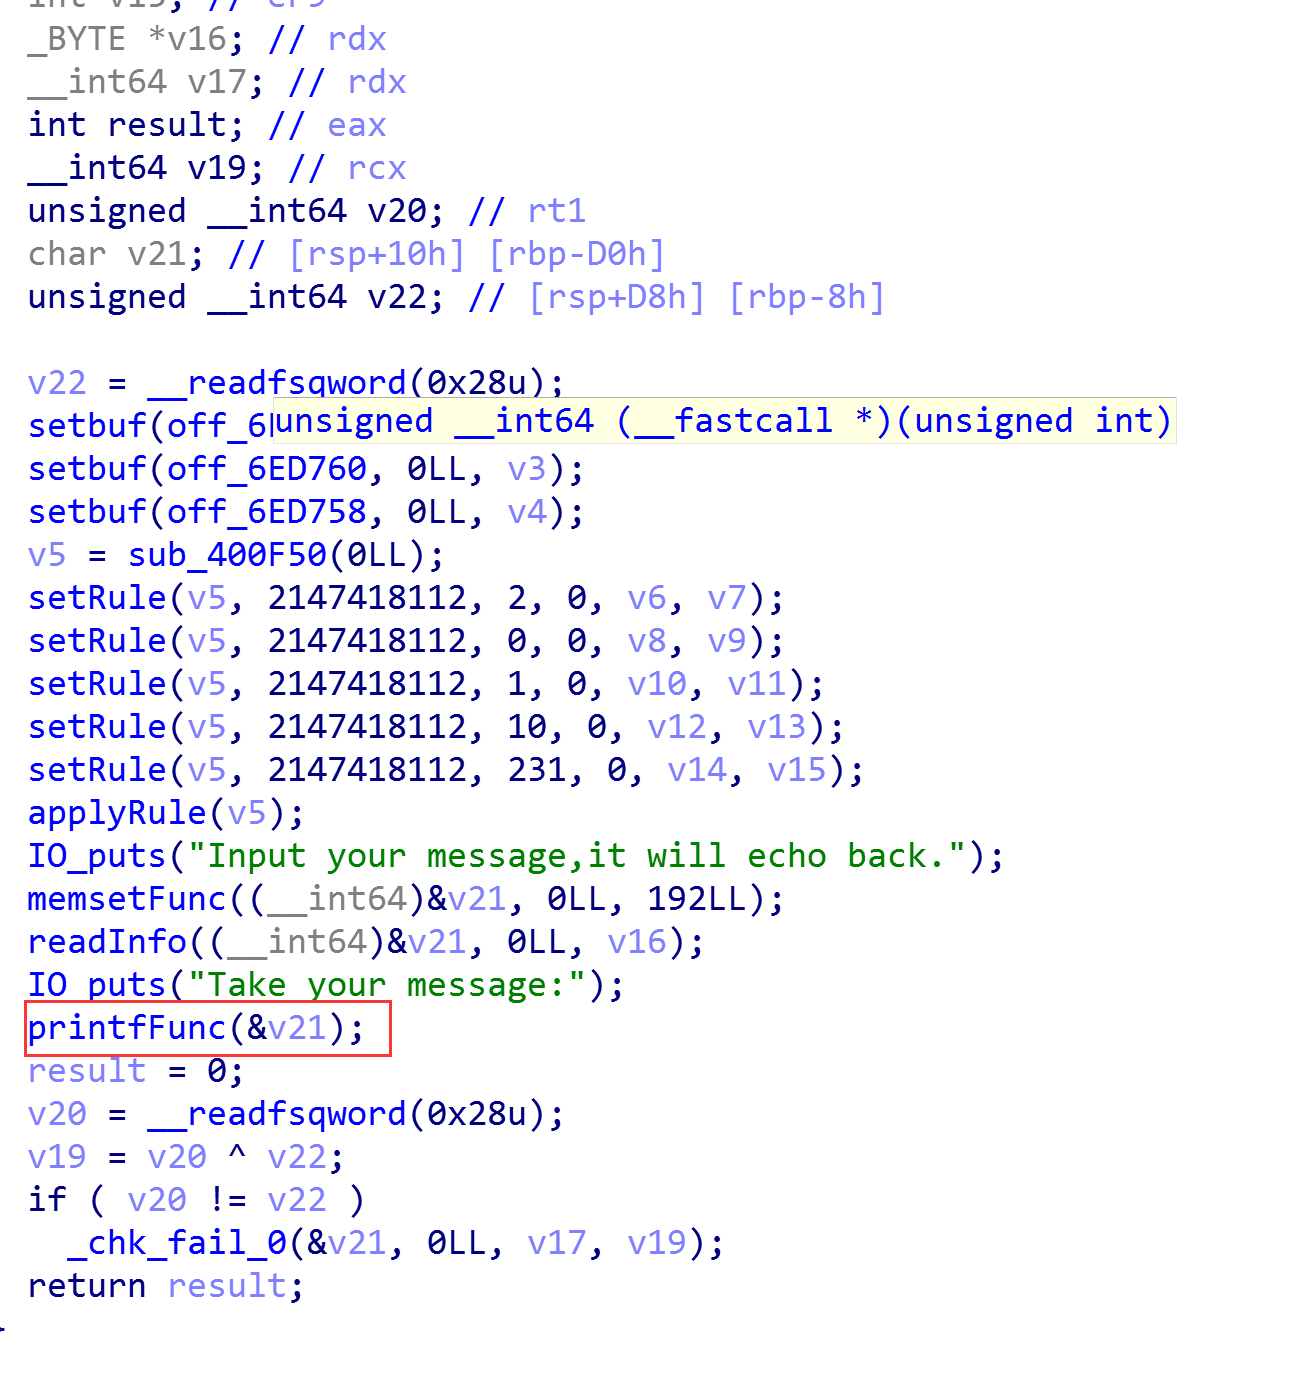 int v15; // er9
_BYTE *v16; // rdx
__int64 v17; // rdx
int result; // eax
__int64 v19; // rcx
unsigned __int64 v20; // rt1
char v21; // [rsp+10h] [rbp-D0h]
unsigned __int64 v22; // [rsp+D8h] [rbp-8h]
v22 = __readfsqword(0x28u);
setbuf(off_6
unsigned __int64 (__fastcall *)(unsigned int)
setbuf(off_6ED760, 0LL, v3);
setbuf(off_6ED758, 0LL, v4);
v5 = sub_400F50(0LL);
setRule(v5, 2147418112, 2, 0, v6, v7);
setRule(v5, 2147418112, 0, 0, v8, v9);
setRule(v5, 2147418112, 1, 0, v10, v11);
setRule(v5, 2147418112, 10, 0, v12, v13);
setRule(v5, 2147418112, 231, 0, v14, v15);
applyRule(v5);
IO_puts("Input your message,it will echo back.");
memsetFunc((__int64)&v21, 0LL, 192LL);
readInfo((__int64)&v21, 0LL, v16);
IO_puts("Take your message:");
printfFunc(&v21);
result = 0;
v20 = __readfsqword(0x28u);
v19 = v20 ^ v22;
if ( v20 != v22 )
_chk_fail_0(&v21, 0LL, v17, v19);
return result;